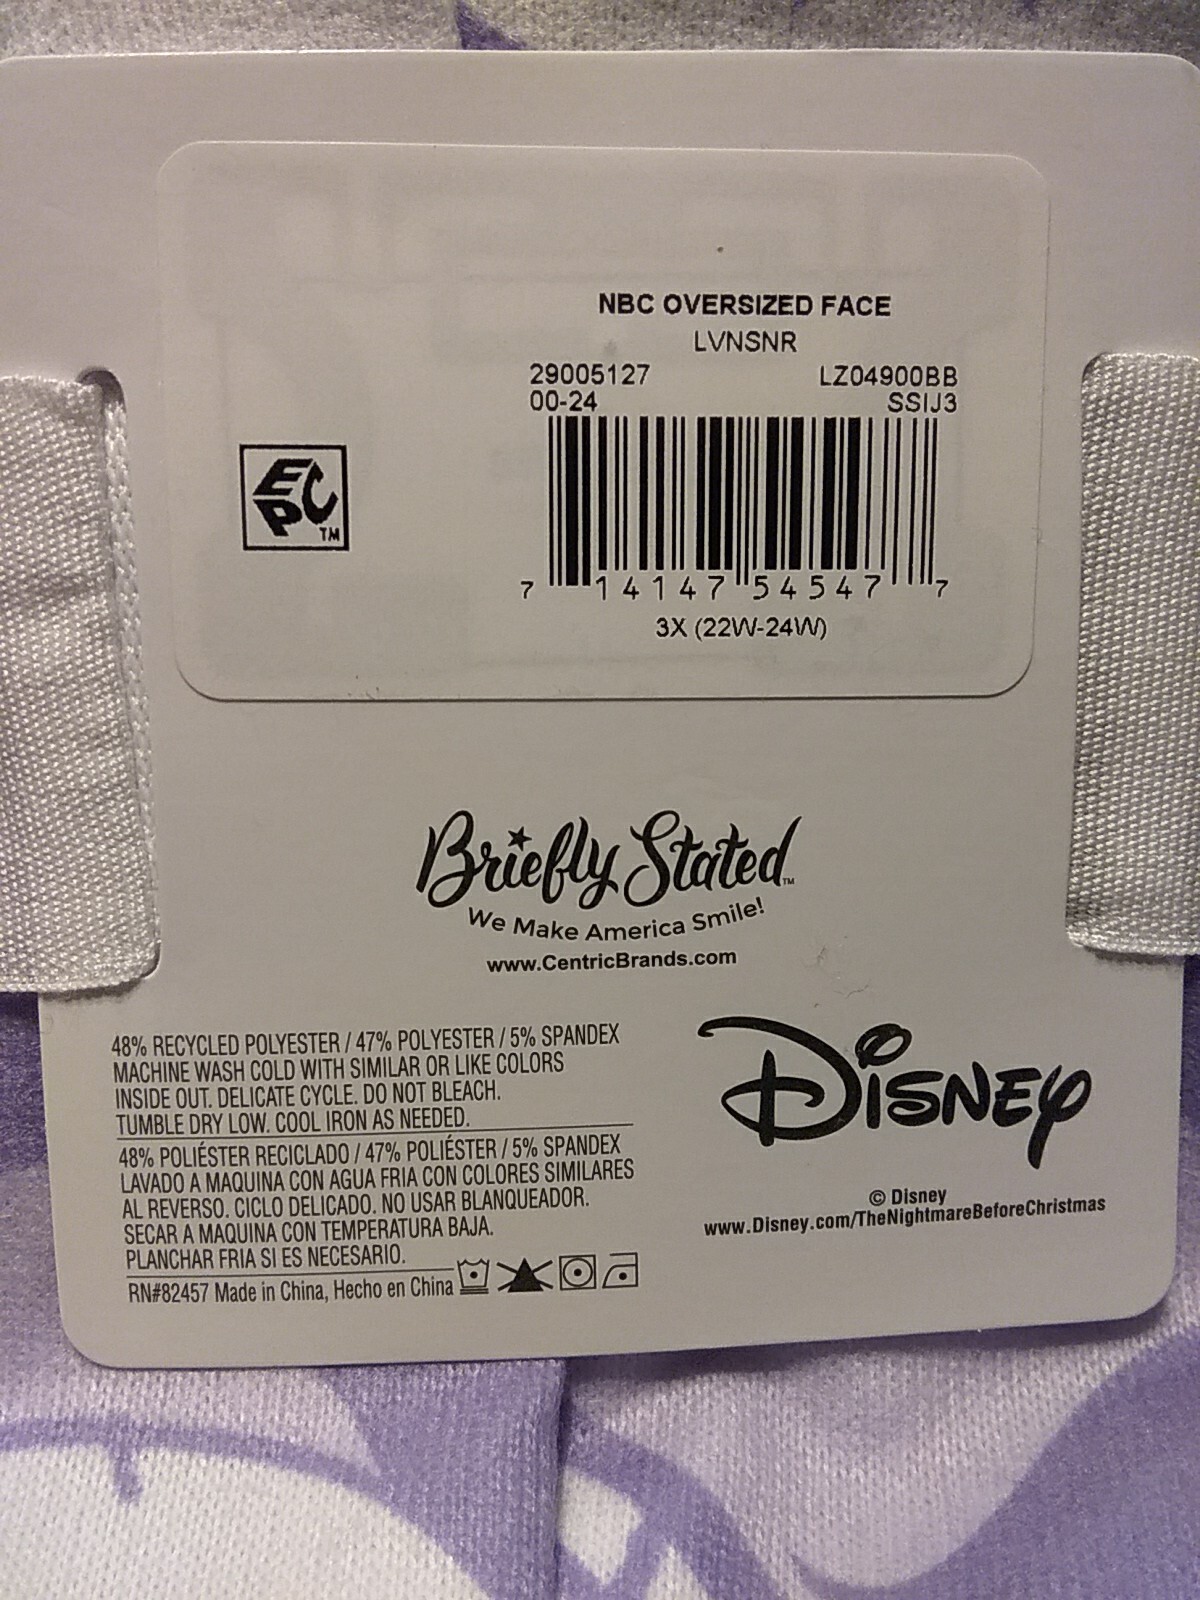 NBC OVERSIZED FACE
LVNSNR
29005127 LZ04900BB
00-24 SSIJ3
EPC™
7 14147 54547 7
3X (22W-24W)
Briefly Stated™
We Make America Smile!
www.CentricBrands.com
48% RECYCLED POLYESTER / 47% POLYESTER / 5% SPANDEX
MACHINE WASH COLD WITH SIMILAR OR LIKE COLORS
INSIDE OUT. DELICATE CYCLE. DO NOT BLEACH.
TUMBLE DRY LOW. COOL IRON AS NEEDED.
48% POLIÉSTER RECICLADO / 47% POLIÉSTER / 5% SPANDEX
LAVADO A MAQUINA CON AGUA FRIA CON COLORES SIMILARES
AL REVERSO. CICLO DELICADO. NO USAR BLANQUEADOR.
SECAR A MAQUINA CON TEMPERATURA BAJA.
PLANCHAR FRIA SI ES NECESARIO.
RN#82457 Made in China, Hecho en China
Disney
© Disney
www.Disney.com/TheNightmareBeforeChristmas